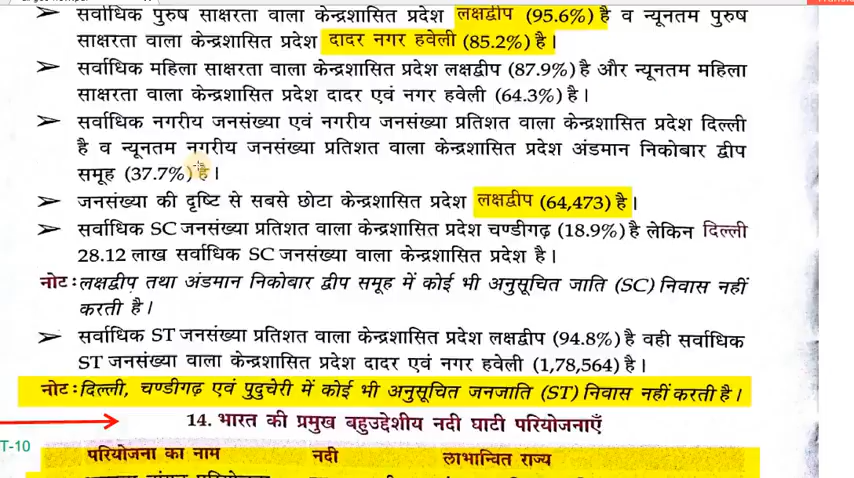 ➢ सर्वाधिक पुरुष साक्षरता वाला केन्द्रशासित प्रदेश लक्षद्वीप (95.6%) है व न्यूनतम पुरुष
साक्षरता वाला केन्द्रशासित प्रदेश दादर नगर हवेली (85.2%) है।
➢ सर्वाधिक महिला साक्षरता वाला केन्द्रशासित प्रदेश लक्षद्वीप (87.9%) है और न्यूनतम महिला
साक्षरता वाला केन्द्रशासित प्रदेश दादर एवं नगर हवेली (64.3%) है।
➢ सर्वाधिक नगरीय जनसंख्या एवं नगरीय जनसंख्या प्रतिशत वाला केन्द्रशासित प्रदेश दिल्ली
है व न्यूनतम नगरीय जनसंख्या प्रतिशत वाला केन्द्रशासित प्रदेश अंडमान निकोबार द्वीप
समूह (37.7%) है।
➢ जनसंख्या की दृष्टि से सबसे छोटा केन्द्रशासित प्रदेश लक्षद्वीप (64,473) है।
➢ सर्वाधिक SC जनसंख्या प्रतिशत वाला केन्द्रशासित प्रदेश चण्डीगढ़ (18.9%) है लेकिन दिल्ली
28.12 लाख सर्वाधिक SC जनसंख्या वाला केन्द्रशासित प्रदेश है।
नोट : लक्षद्वीप तथा अंडमान निकोबार द्वीप समूह में कोई भी अनुसूचित जाति (SC) निवास नहीं
करती है।
➢ सर्वाधिक ST जनसंख्या प्रतिशत वाला केन्द्रशासित प्रदेश लक्षद्वीप (94.8%) है वही सर्वाधिक
ST जनसंख्या वाला केन्द्रशासित प्रदेश दादर एवं नगर हवेली (1,78,564) है।
नोट : दिल्ली, चण्डीगढ़ एवं पुदुचेरी में कोई भी अनुसूचित जनजाति (ST) निवास नहीं करती है।
14. भारत की प्रमुख बहुउद्देशीय नदी घाटी परियोजनाएँ
T-10
परियोजना का नाम नदी लाभान्वित राज्य